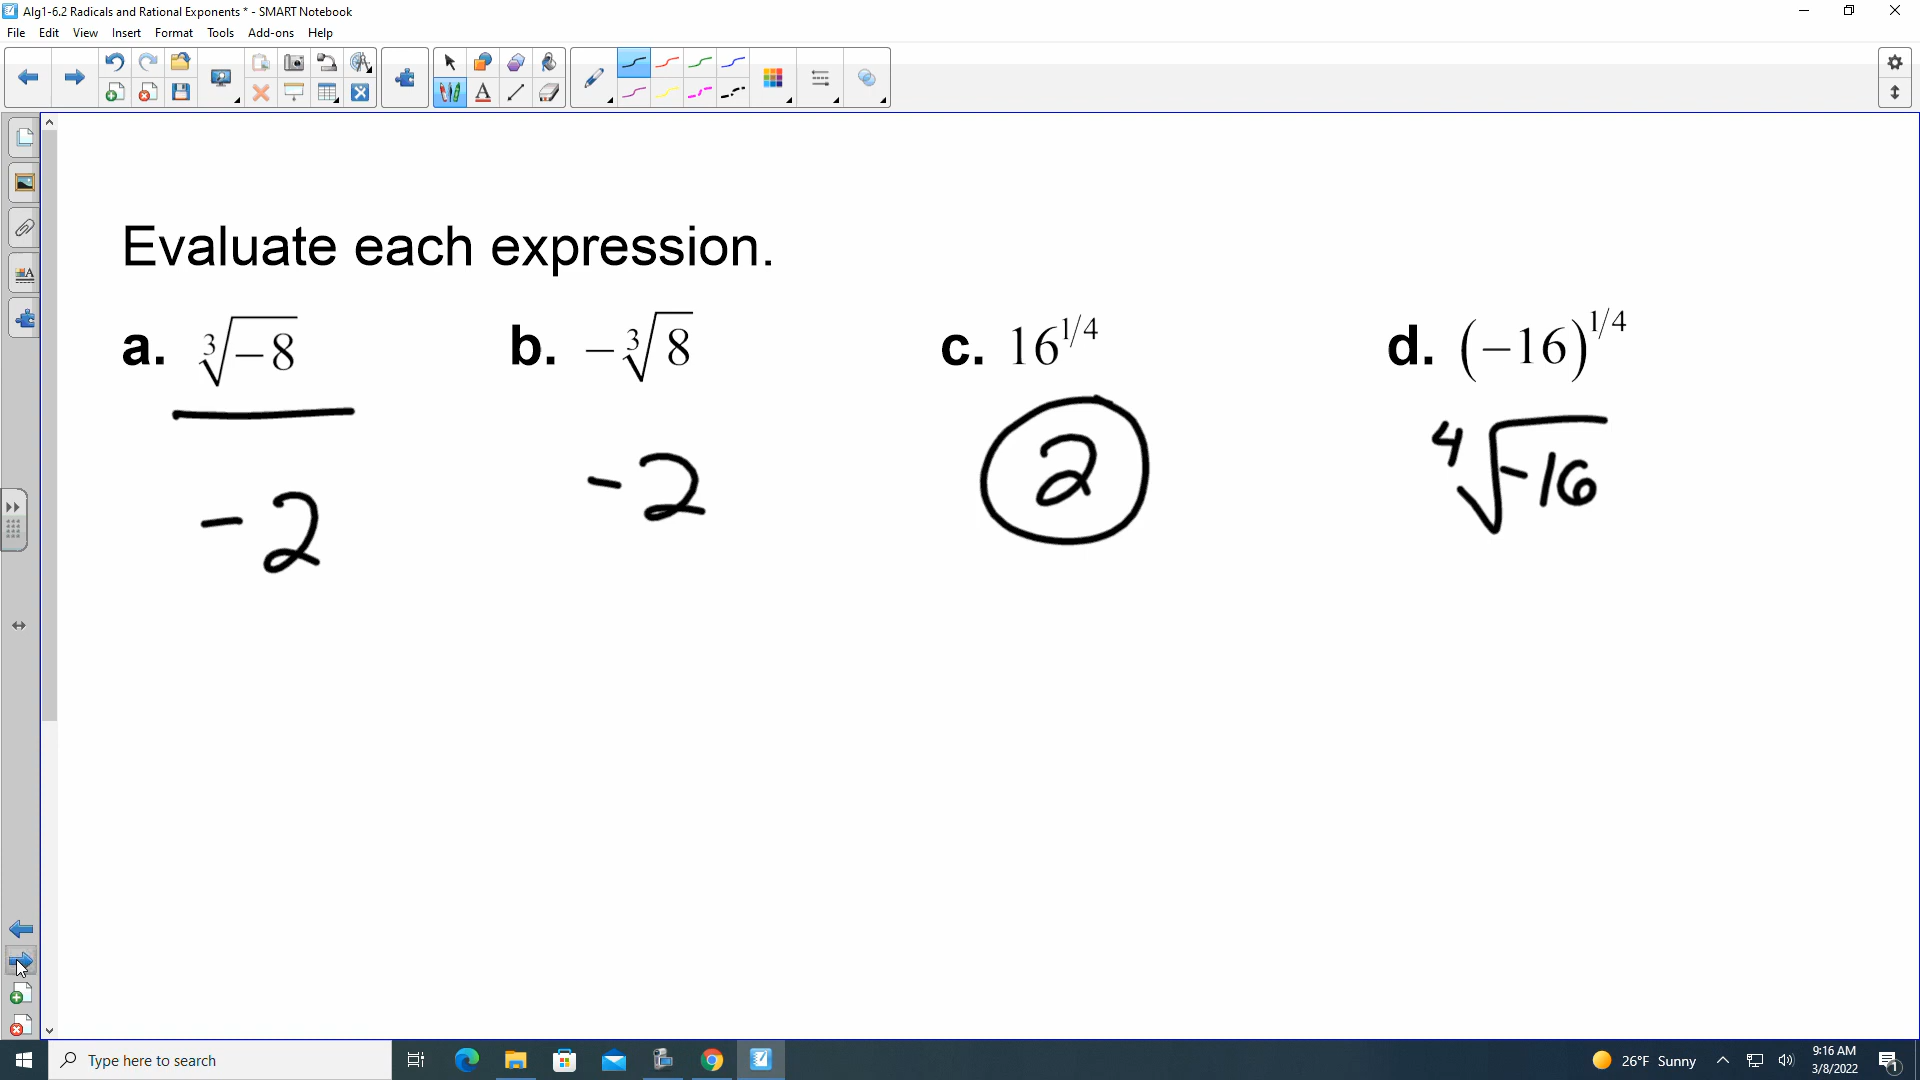 Alg1-6.2 Radicals and Rational Exponents * - SMART Notebook
File Edit View Insert Format Tools Add-ons Help
Evaluate each expression.
a. ∛−8 b. −∛8 c. 16^1/4 d. (−16)^1/4
-2 -2 2 ∜-16
Type here to search
26°F Sunny
9:16 AM
3/8/2022
1